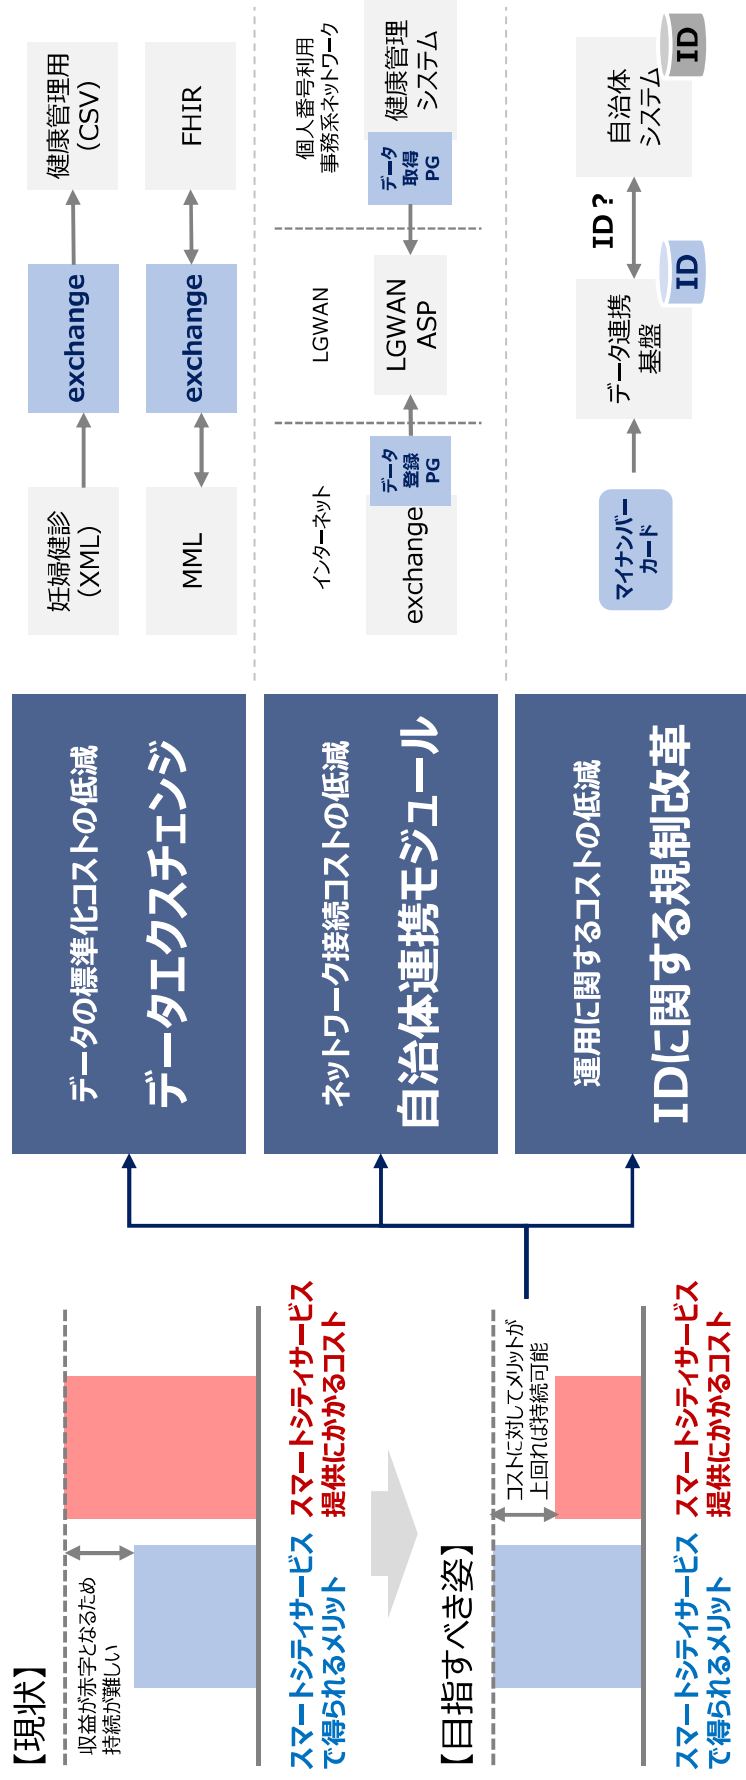 【現状】
収益が赤字となるため
持続が難しい
スマートシティサービス
で得られるメリット
スマートシティサービス
提供にかかるコスト
【目指すべき姿】
コストに対してメリットが
上回れば持続可能
スマートシティサービス
で得られるメリット
スマートシティサービス
提供にかかるコスト
データの標準化コストの低減
データエクスチェンジ
妊婦健診
（XML）
exchange
健康管理用
（CSV）
MML
exchange
FHIR
ネットワーク接続コストの低減
自治体連携モジュール
インターネット
LGWAN
個人番号利用
事務系ネットワーク
exchange
データ
登録
PG
LGWAN
ASP
データ
取得
PG
健康管理
システム
運用に関するコストの低減
IDに関する規制改革
マイナンバー
カード
データ連携
基盤
ID
ID？
自治体
システム
ID